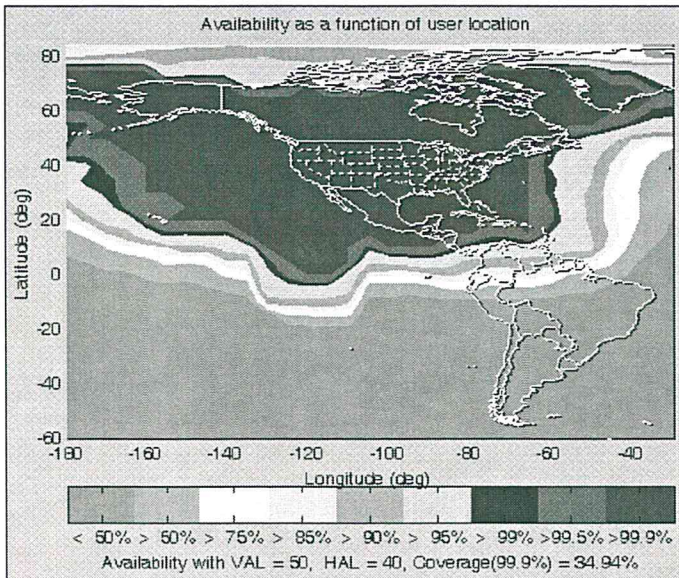 Availability as a function of user location
80
60
40
20
0
-20
-40
-60
Latitude (deg)
-180 -160 -140 -120 -100 -80 -60 -40
Longitude (deg)
< 50% > 50% > 75% > 85% > 90% > 95% > 99% >99.5% >99.9%
Availability with VAL = 50, HAL = 40, Coverage(99.9%) = 34.94%